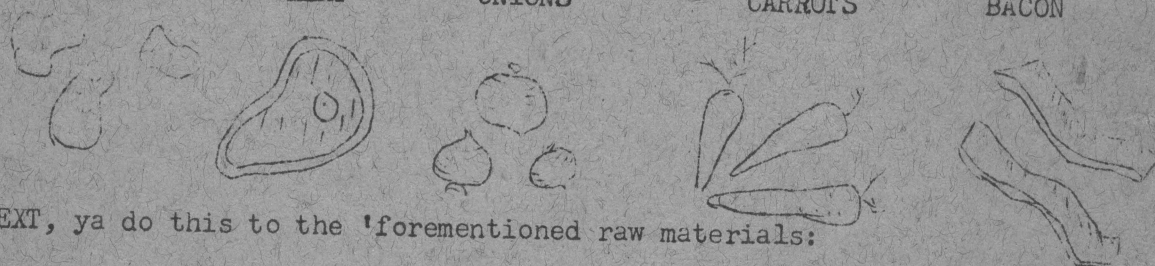 ONIONS CARROTS BACON
EXT, ya do this to the 'forementioned raw materials: